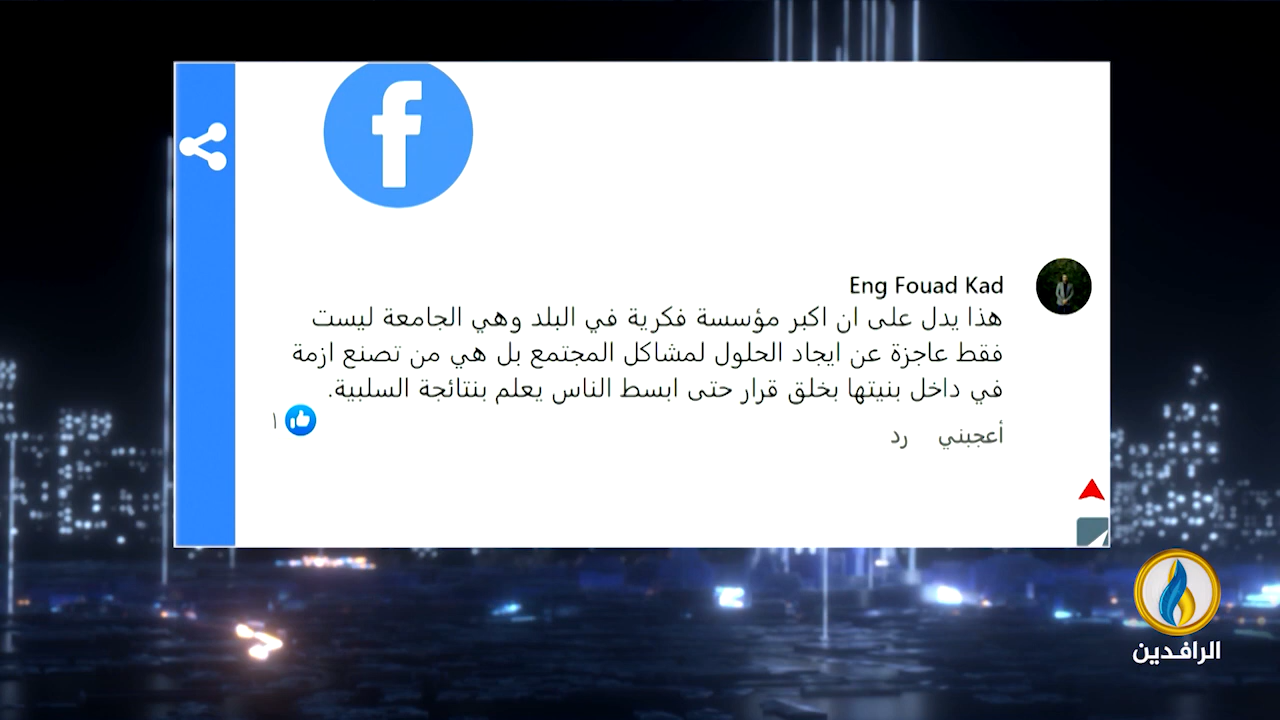 Eng Fouad Kad
هذا يدل على ان اكبر مؤسسة فكرية في البلد وهي الجامعة ليست
فقط عاجزة عن ايجاد الحلول لمشاكل المجتمع بل هي من تصنع ازمة
في داخل بنيتها بخلق قرار حتى ابسط الناس يعلم بنتائجة السلبية.
١
أعجبني رد
الرافدين